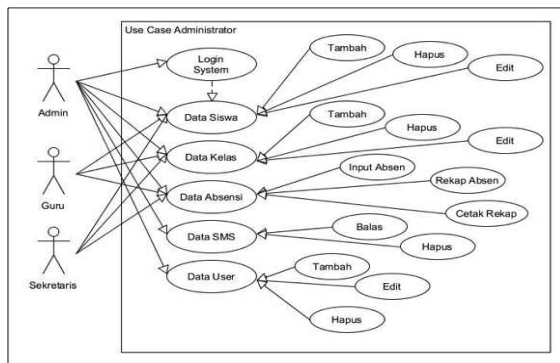 Use Case Administrator
Login
System
Tambah
Hapus
Edit
Admin
Data Siswa
Tambah
Hapus
Edit
Data Kelas
Input Absen
Rekap Absen
Guru
Data Absensi
Cetak Rekap
Balas
Data SMS
Hapus
Sekretaris
Tambah
Data User
Edit
Hapus